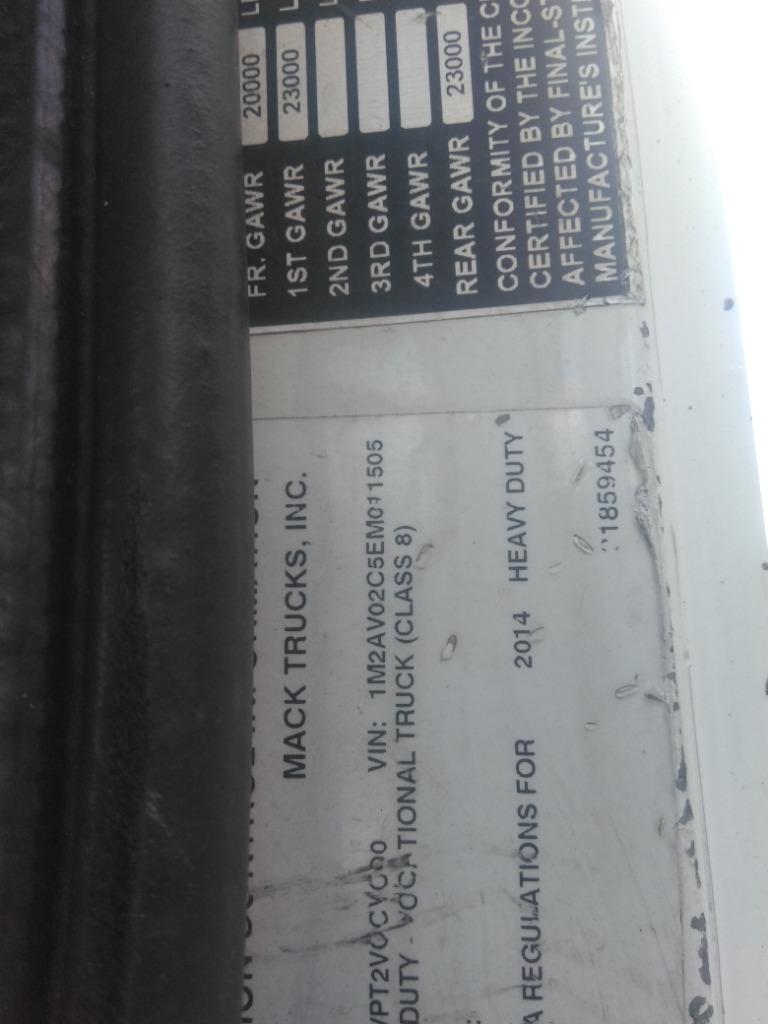 FR. GAWR 20000
1ST GAWR 23000
2ND GAWR
3RD GAWR
4TH GAWR
REAR GAWR 23000
CONFORMITY OF THE C
CERTIFIED BY THE INCO
AFFECTED BY FINAL-ST
MANUFACTURE'S INST
MACK TRUCKS, INC.
VIN: 1M2AV02C5EM011505
DUTY - VOCATIONAL TRUCK (CLASS 8)
A REGULATIONS FOR 2014 HEAVY DUTY
1859454